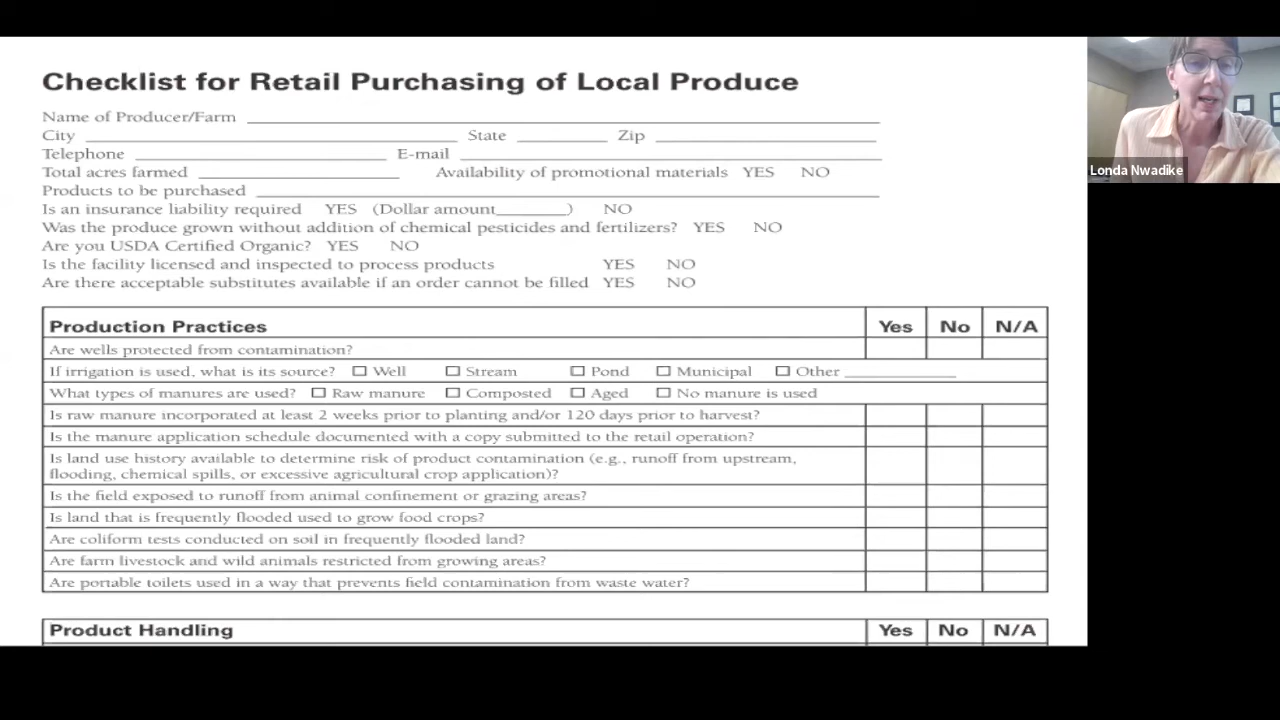 Checklist for Retail Purchasing of Local Produce
Name of Producer/Farm
City State Zip
Telephone E-mail
Total acres farmed Availability of promotional materials YES NO
Products to be purchased
Is an insurance liability required YES (Dollar amount_______) NO
Was the produce grown without addition of chemical pesticides and fertilizers? YES NO
Are you USDA Certified Organic? YES NO
Is the facility licensed and inspected to process products YES NO
Are there acceptable substitutes available if an order cannot be filled YES NO
Production Practices Yes No N/A
Are wells protected from contamination?
If irrigation is used, what is its source? ☐ Well ☐ Stream ☐ Pond ☐ Municipal ☐ Other
What types of manures are used? ☐ Raw manure ☐ Composted ☐ Aged ☐ No manure is used
Is raw manure incorporated at least 2 weeks prior to planting and/or 120 days prior to harvest?
Is the manure application schedule documented with a copy submitted to the retail operation?
Is land use history available to determine risk of product contamination (e.g., runoff from upstream,
flooding, chemical spills, or excessive agricultural crop application)?
Is the field exposed to runoff from animal confinement or grazing areas?
Is land that is frequently flooded used to grow food crops?
Are coliform tests conducted on soil in frequently flooded land?
Are farm livestock and wild animals restricted from growing areas?
Are portable toilets used in a way that prevents field contamination from waste water?
Product Handling Yes No N/A
Londa Nwadike